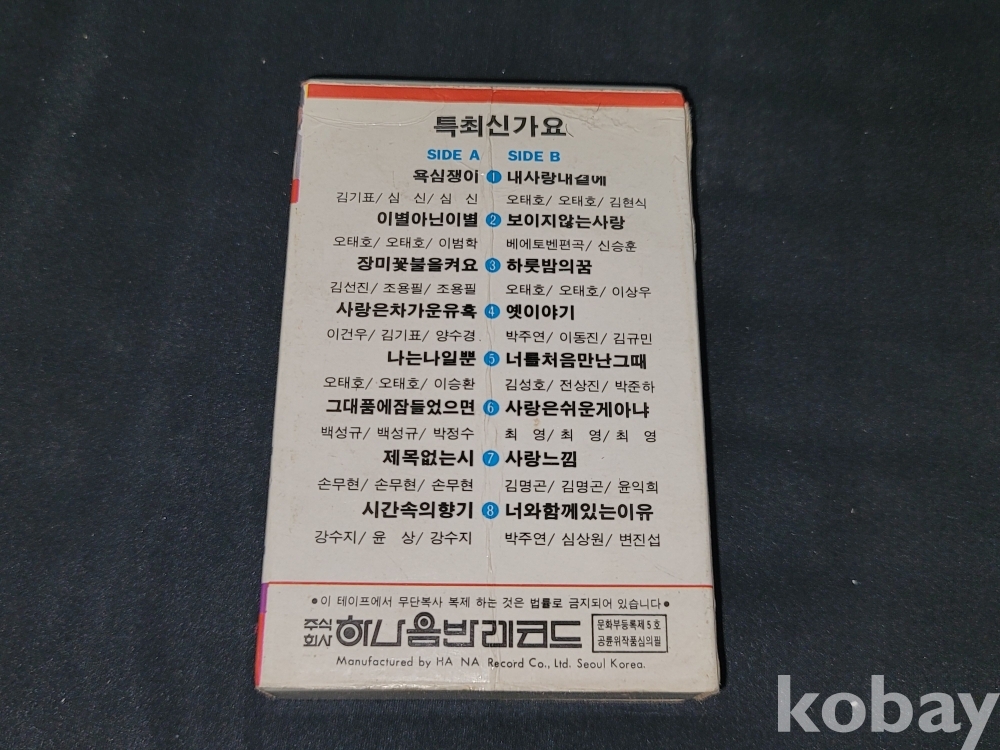 특최신가요
SIDE A SIDE B
욕심쟁이 1 내사랑내곁에
김기표/ 심 신/ 심 신 오태호/ 오태호/ 김현식
이별아닌이별 2 보이지않는사랑
오태호/ 오태호/ 이범학 베에토벤편곡/ 신승훈
장미꽃불을켜요 3 하룻밤의꿈
김선진/ 조용필/ 조용필 오태호/ 오태호/ 이상우
사랑은차가운유혹 4 옛이야기
이건우/ 김기표/ 양수경. 박주연/ 이동진/ 김규민
나는나일뿐 5 너를처음만난그때
오태호/ 오태호/ 이승환 김성호/ 전상진/ 박준하
그대품에잠들었으면 6 사랑은쉬운게아냐
백성규/ 백성규/ 박정수 최 영/ 최 영/ 최 영
제목없는시 7 사랑느낌
손무현/ 손무현/ 손무현 김명곤/ 김명곤/ 윤익희
시간속의향기 8 너와함께있는이유
강수지/ 윤 상/ 강수지 박주연/ 심상원/ 변진섭
●이 테이프에서 무단복사 복제 하는 것은 법률로 금지되어 있습니다●
주식회사 하나음반레코드
문화부등록제5호
공륜위작품심의필
Manufactured by HA NA Record Co., Ltd. Seoul Korea.
kobay